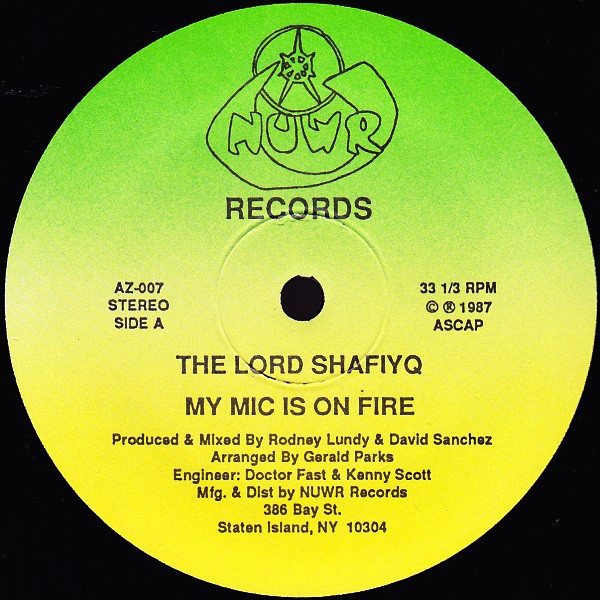 NUWR
RECORDS
AZ-007
STEREO
SIDE A
33 1/3 RPM
© ® 1987
ASCAP
THE LORD SHAFIYQ
MY MIC IS ON FIRE
Produced & Mixed By Rodney Lundy & David Sanchez
Arranged By Gerald Parks
Engineer: Doctor Fast & Kenny Scott
Mfg. & Dist by NUWR Records
386 Bay St.
Staten Island, NY 10304